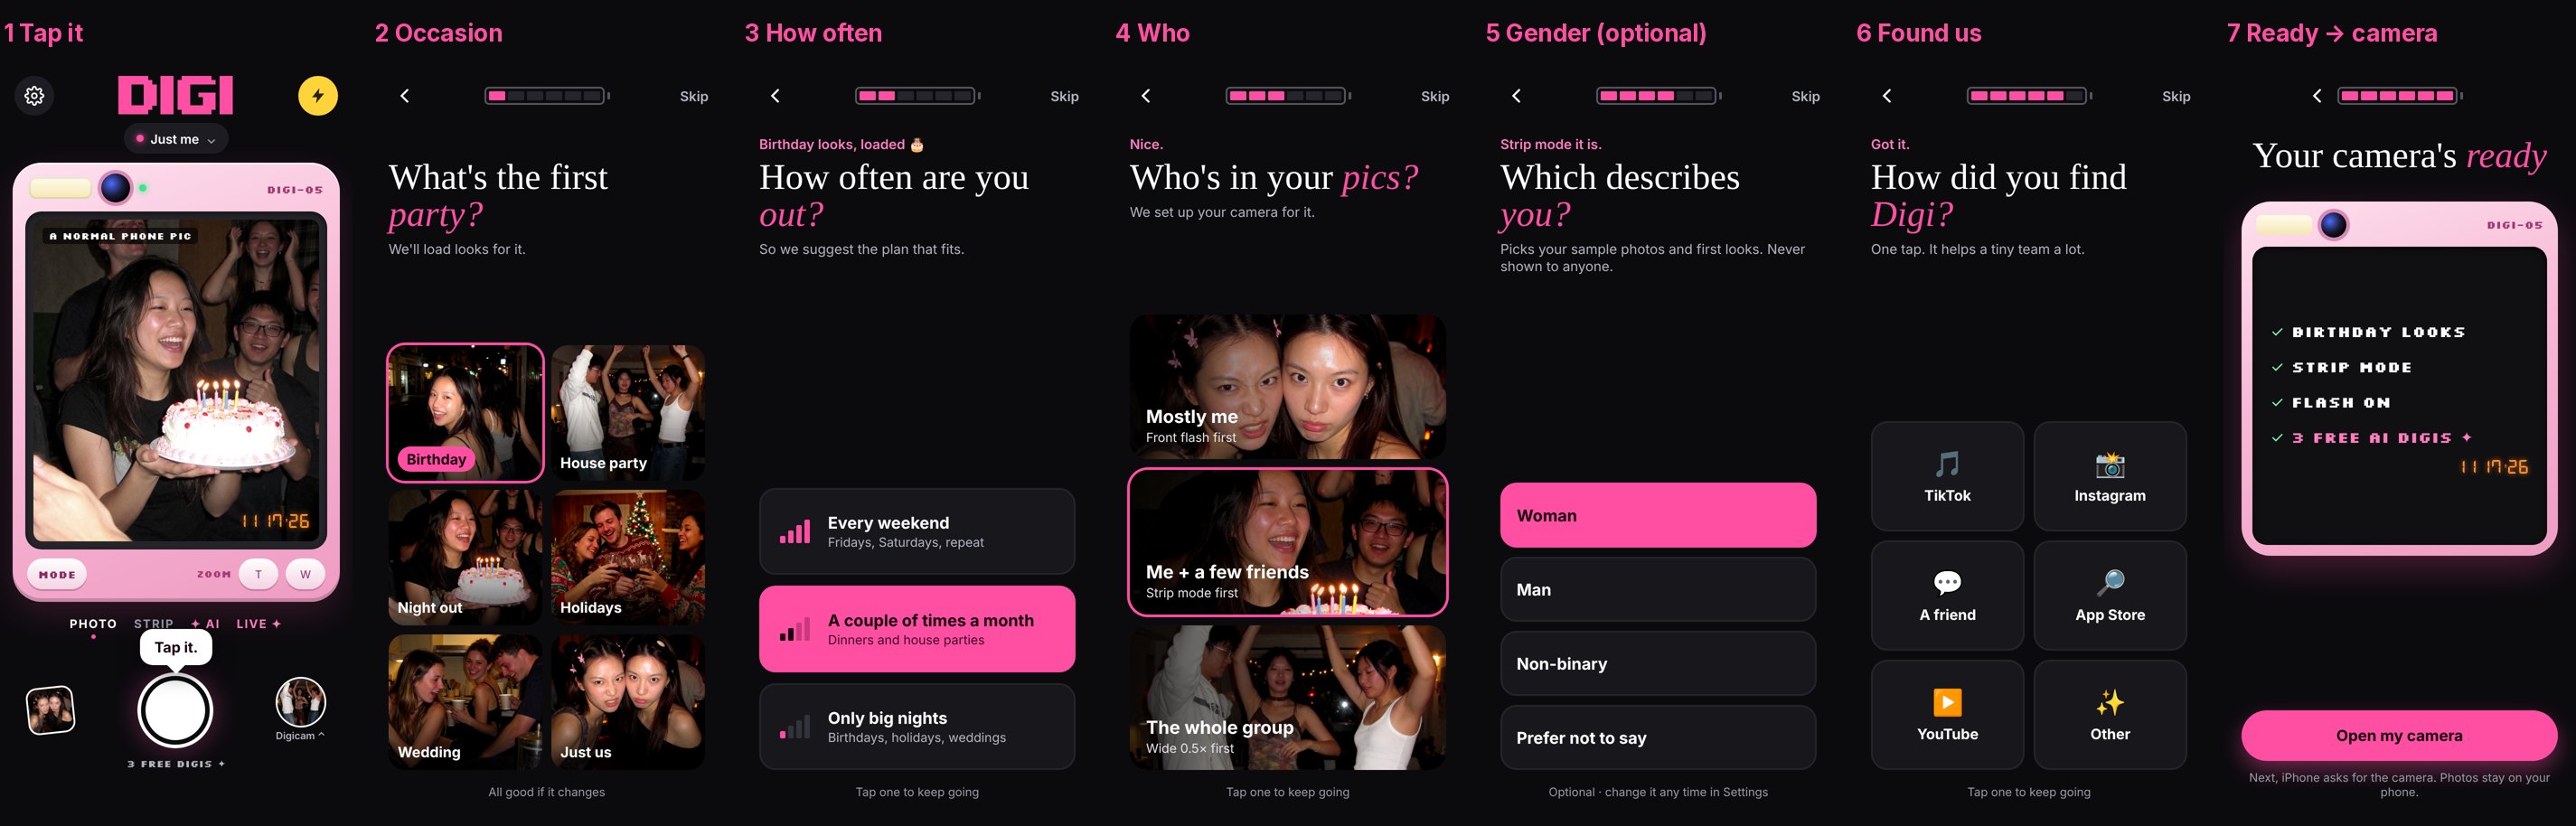 1 Tap it
DIGI
Just me
DIGI-05
A NORMAL PHONE PIC
11 17·26
MODE
ZOOM
T
W
PHOTO
STRIP
✦ AI
LIVE ✦
Tap it.
Digicam ^
3 FREE DIGIS ✦
2 Occasion
Skip
What's the first
party?
We'll load looks for it.
Birthday
House party
Night out
Holidays
Wedding
Just us
All good if it changes
3 How often
Skip
Birthday looks, loaded 🎂
How often are you
out?
So we suggest the plan that fits.
Every weekend
Fridays, Saturdays, repeat
A couple of times a month
Dinners and house parties
Only big nights
Birthdays, holidays, weddings
Tap one to keep going
4 Who
Skip
Nice.
Who's in your pics?
We set up your camera for it.
Mostly me
Front flash first
Me + a few friends
Strip mode first
The whole group
Wide 0.5× first
Tap one to keep going
5 Gender (optional)
Skip
Strip mode it is.
Which describes
you?
Picks your sample photos and first looks. Never
shown to anyone.
Woman
Man
Non-binary
Prefer not to say
Optional · change it any time in Settings
6 Found us
Skip
Got it.
How did you find
Digi?
One tap. It helps a tiny team a lot.
TikTok
Instagram
A friend
App Store
YouTube
Other
Tap one to keep going
7 Ready → camera
Your camera's ready
DIGI-05
✓ BIRTHDAY LOOKS
✓ STRIP MODE
✓ FLASH ON
✓ 3 FREE AI DIGIS ✦
11 17·26
Open my camera
Next, iPhone asks for the camera. Photos stay on your
phone.